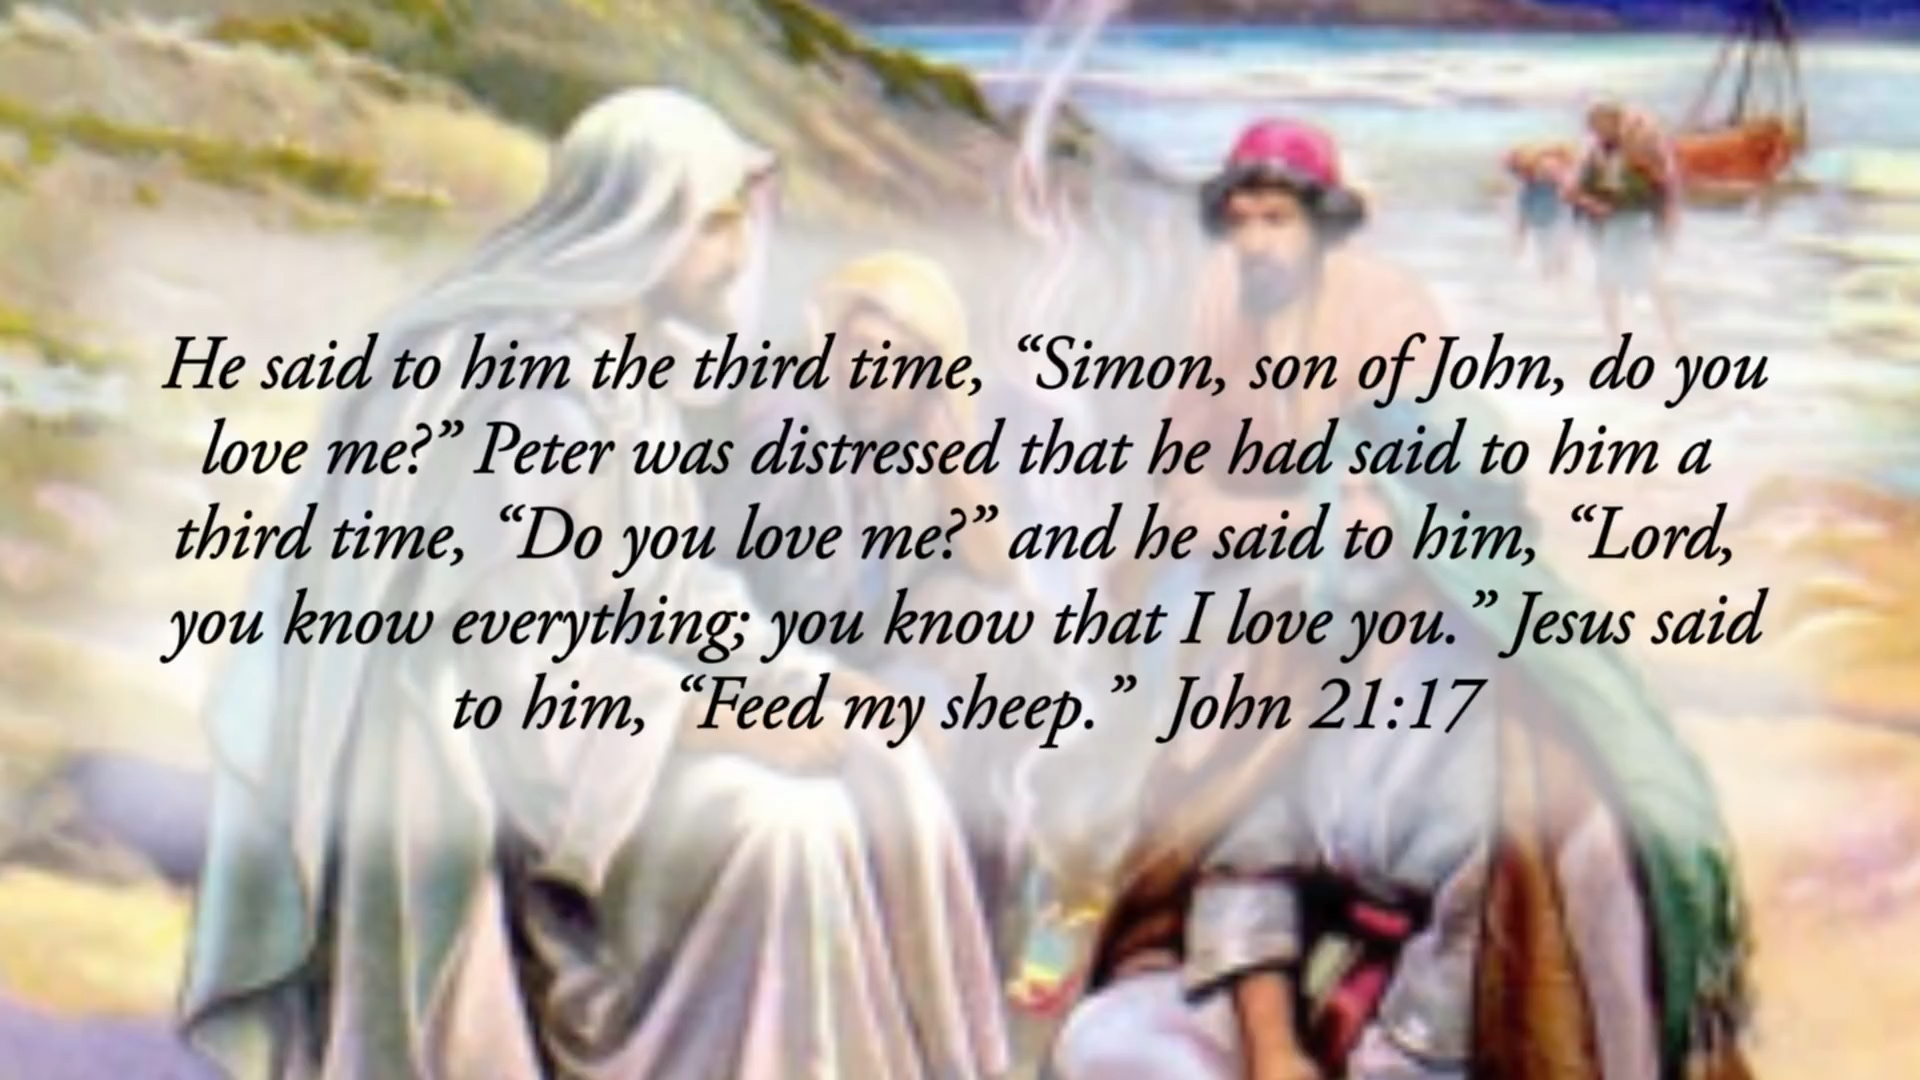 He said to him the third time, “Simon, son of John, do you
love me?” Peter was distressed that he had said to him a
third time, “Do you love me?” and he said to him, “Lord,
you know everything; you know that I love you.” Jesus said
to him, “Feed my sheep.” John 21:17